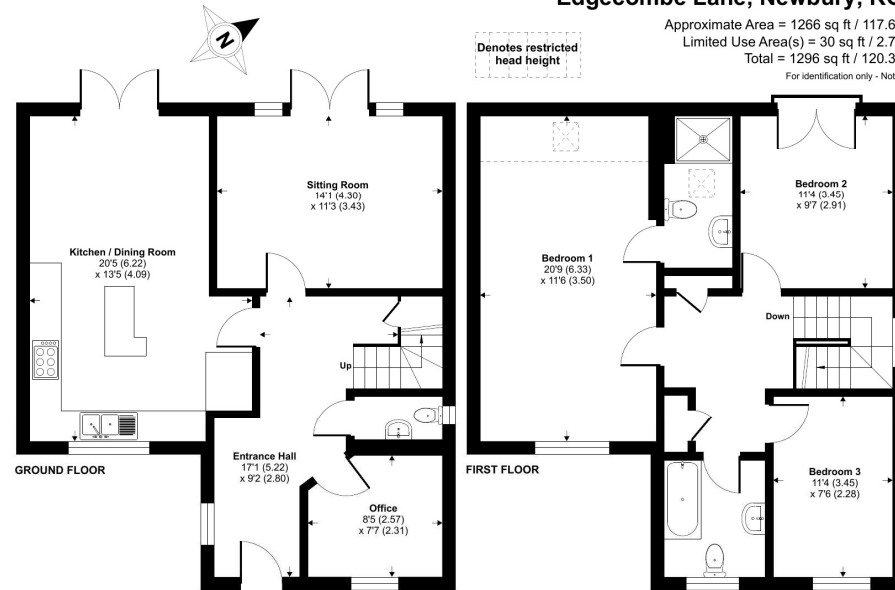 Edgecombe Lane, Newbury,
Approximate Area = 1266 sq ft / 117.6
Limited Use Area(s) = 30 sq ft / 2.7
Total = 1296 sq ft / 120.3
For identification only - Not
N
Denotes restricted
head height
Sitting Room
14'1 (4.30)
x 11'3 (3.43)
Kitchen / Dining Room
20'5 (6.22)
x 13'5 (4.09)
Up
Entrance Hall
17'1 (5.22)
x 9'2 (2.80)
Office
8'5 (2.57)
x 7'7 (2.31)
GROUND FLOOR
Bedroom 1
20'9 (6.33)
x 11'6 (3.50)
Bedroom 2
11'4 (3.45)
x 9'7 (2.91)
Down
Bedroom 3
11'4 (3.45)
x 7'6 (2.28)
FIRST FLOOR